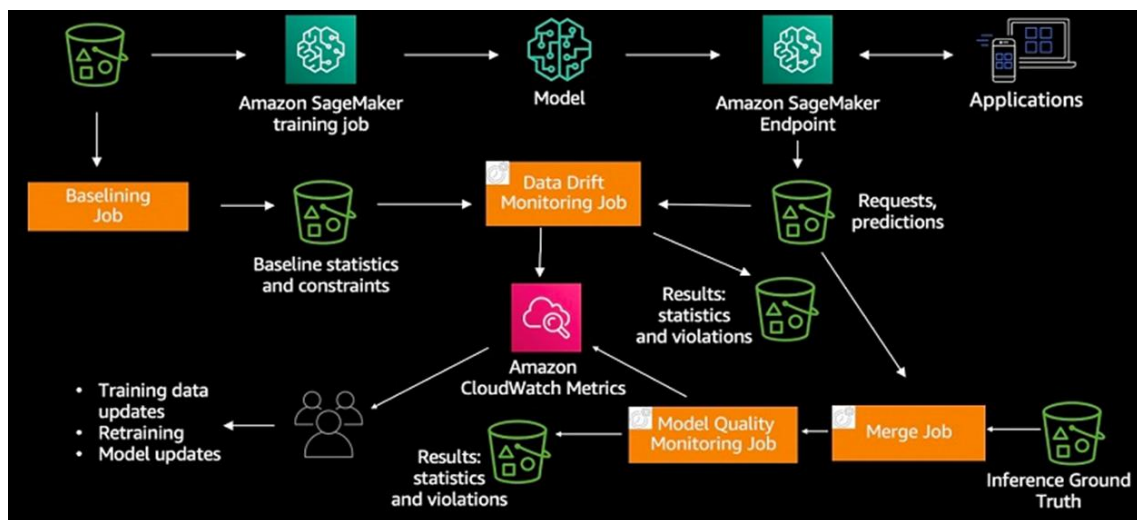 Amazon SageMaker
training job
Model
Amazon SageMaker
Endpoint
Applications
Baselining
Job
Data Drift
Monitoring Job
Requests,
predictions
Baseline statistics
and constraints
Results:
statistics
and violations
Amazon
CloudWatch Metrics
• Training data
updates
• Retraining
• Model updates
Results:
statistics
and violations
Model Quality
Monitoring Job
Merge Job
Inference Ground
Truth